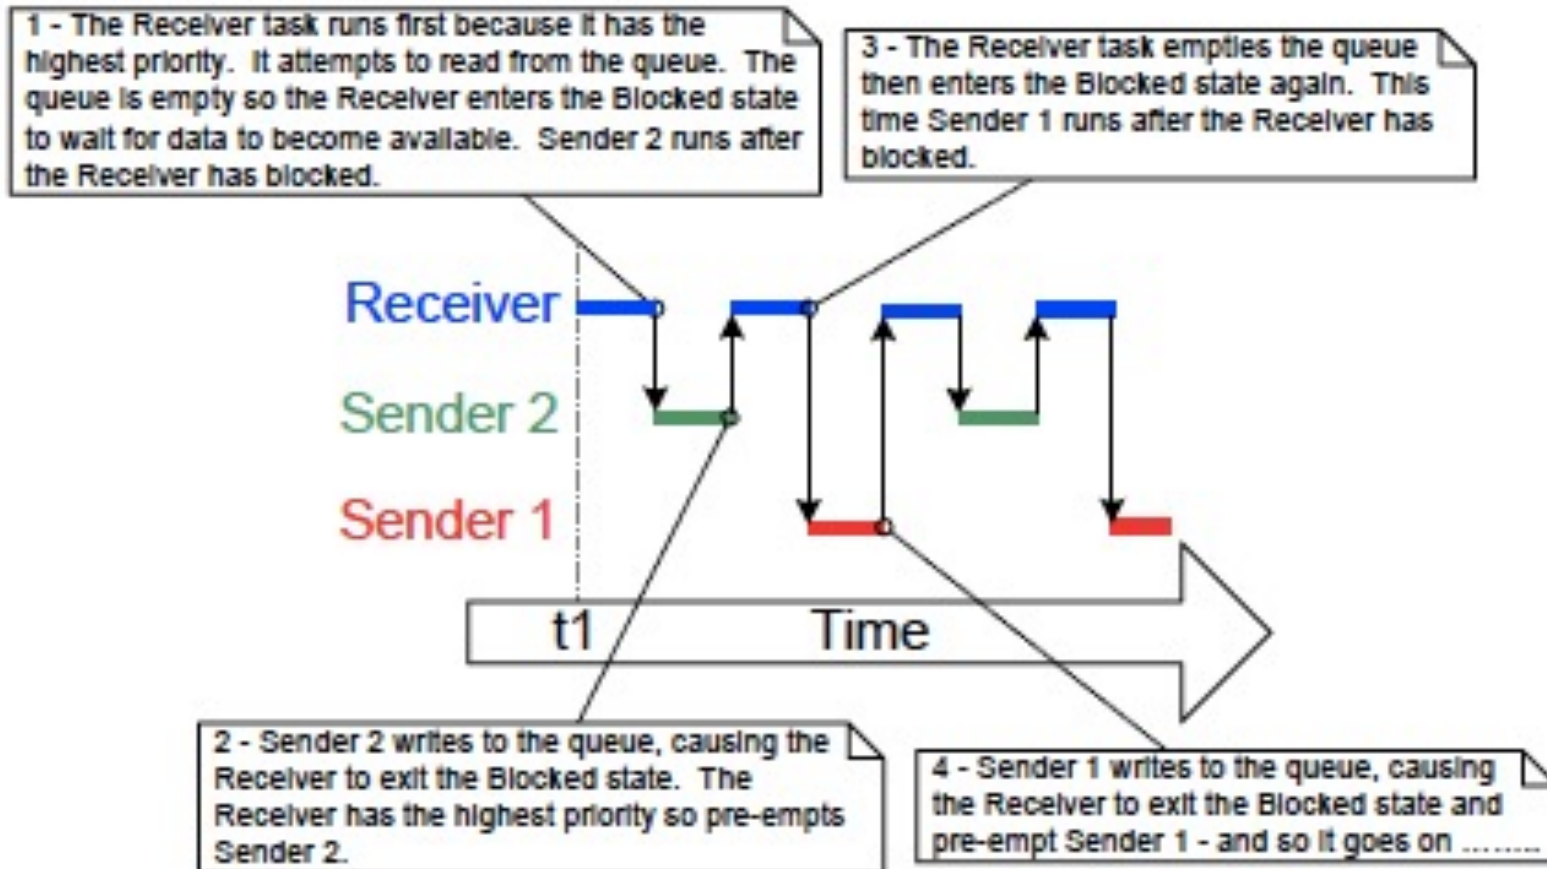 1 - The Receiver task runs first because it has the
highest priority.  It attempts to read from the queue.  The
queue is empty so the Receiver enters the Blocked state
to wait for data to become available.  Sender 2 runs after
the Receiver has blocked.
3 - The Receiver task empties the queue
then enters the Blocked state again.  This
time Sender 1 runs after the Receiver has
blocked.
Receiver
Sender 2
Sender 1
t1 Time
2 - Sender 2 writes to the queue, causing the
Receiver to exit the Blocked state.  The
Receiver has the highest priority so pre-empts
Sender 2.
4 - Sender 1 writes to the queue, causing
the Receiver to exit the Blocked state and
pre-empt Sender 1 - and so it goes on ………